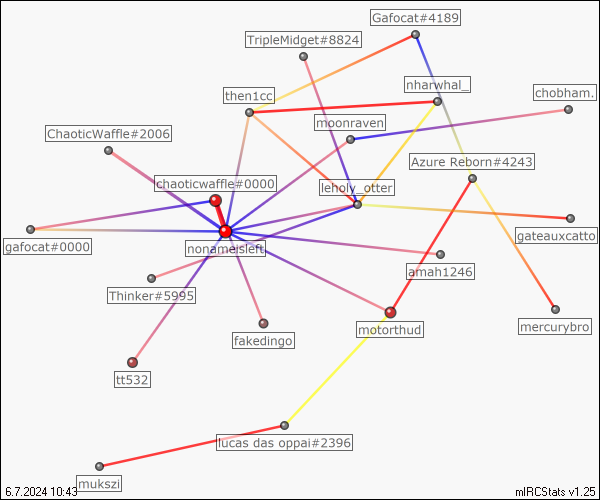 Gafocat#4189
TripleMidget#8824
nharwhal_
then1cc
chobham.
moonraven
ChaoticWaffle#2006
Azure Reborn#4243
chaoticwaffle#0000
leholy_otter
gateauxcatto
gafocat#0000
nonameisleft
amah1246
Thinker#5995
mercurybro
motorthud
fakedingo
tt532
lucas das oppai#2396
mukszi
6.7.2024 10:43
mIRCStats v1.25